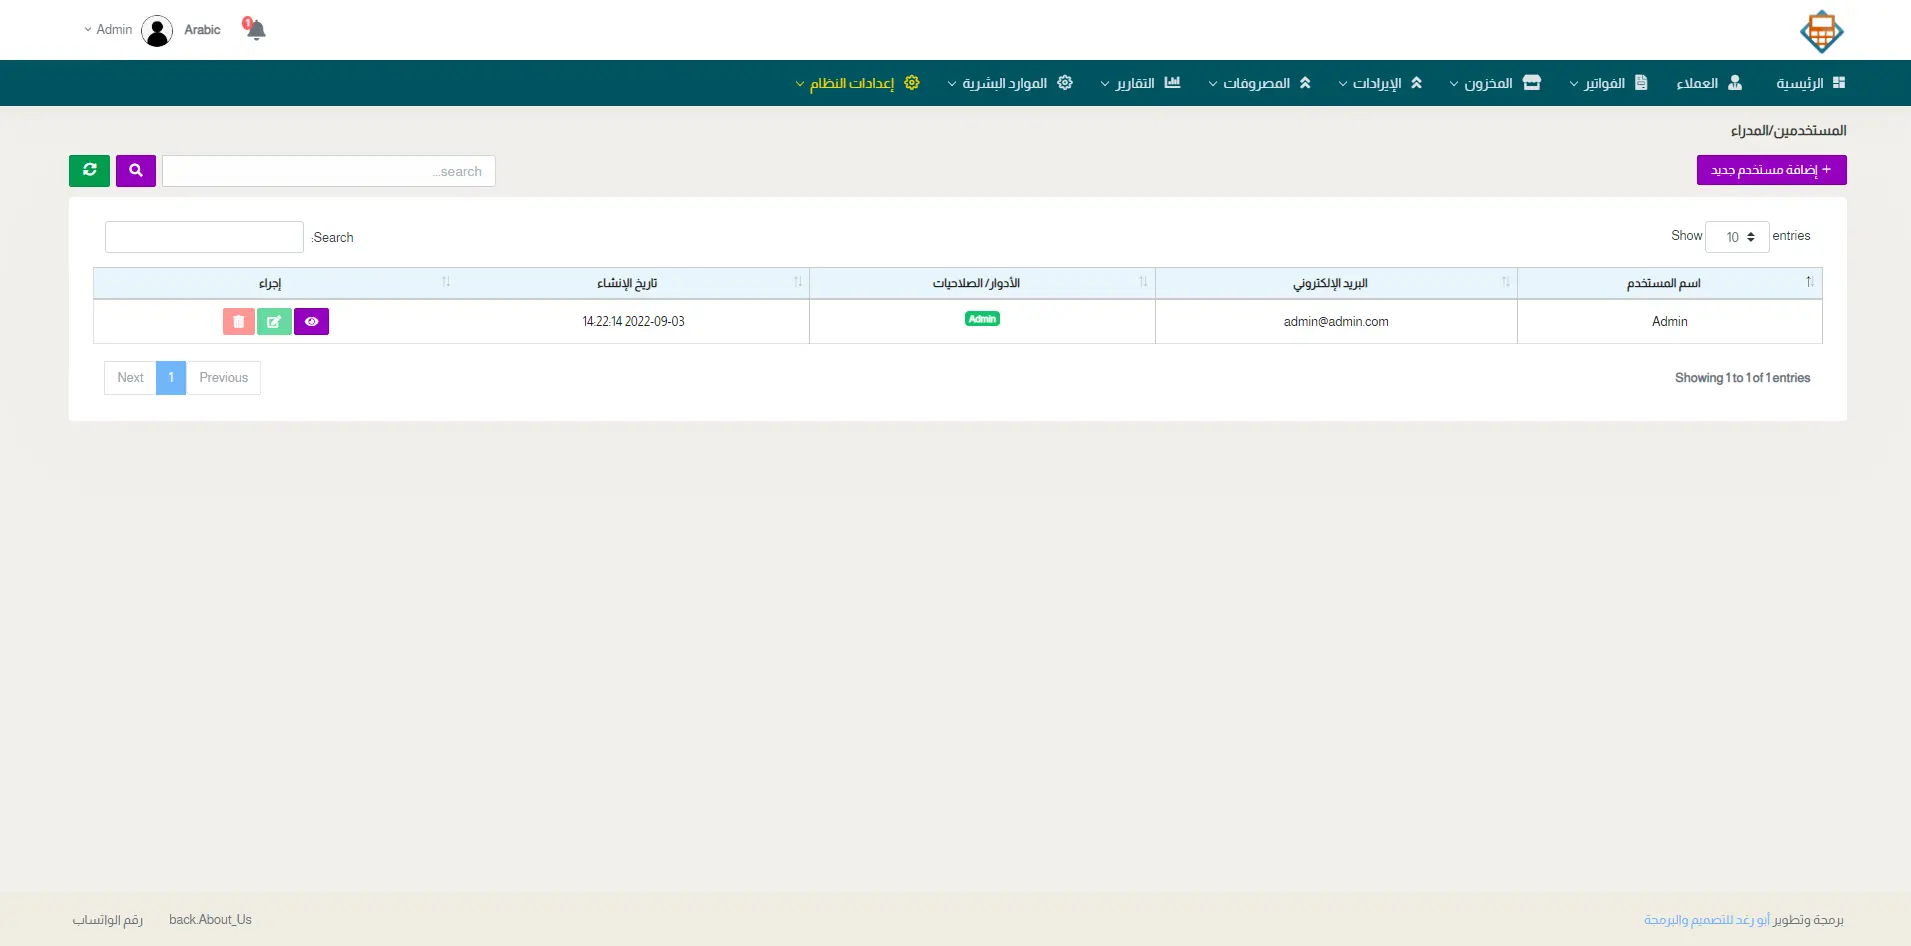 1
Arabic
Admin
الرئيسية
العملاء
الفواتير
المخزون
الإيرادات
المصروفات
التقارير
الموارد البشرية
إعدادات النظام
المستخدمين/المدراء
+ إضافة مستخدم جديد
search...
Show 10 entries
Search:
اسم المستخدم
البريد الإلكتروني
الأدوار/ الصلاحيات
تاريخ الإنشاء
إجراء
Admin
admin@admin.com
Admin
14:22:14 2022-09-03
Showing 1 to 1 of 1 entries
Previous
1
Next
برمجة وتطوير أبو رغد للتصميم والبرمجة
back.About_Us
رقم الواتساب